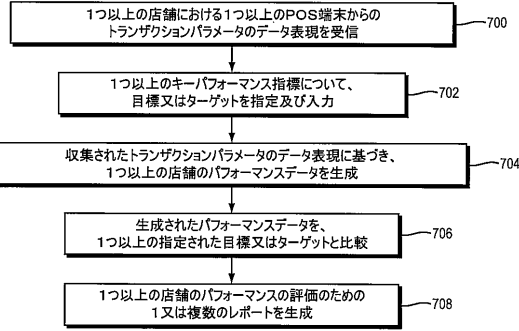 1つ以上の店舗における1つ以上のPOS端末からの
トランザクションパラメータのデータ表現を受信
700
1つ以上のキーパフォーマンス指標について、
目標又はターゲットを指定及び入力
702
収集されたトランザクションパラメータのデータ表現に基づき、
1つ以上の店舗のパフォーマンスデータを生成
704
生成されたパフォーマンスデータを、
1つ以上の指定された目標又はターゲットと比較
706
1つ以上の店舗のパフォーマンスの評価のための
1又は複数のレポートを生成
708